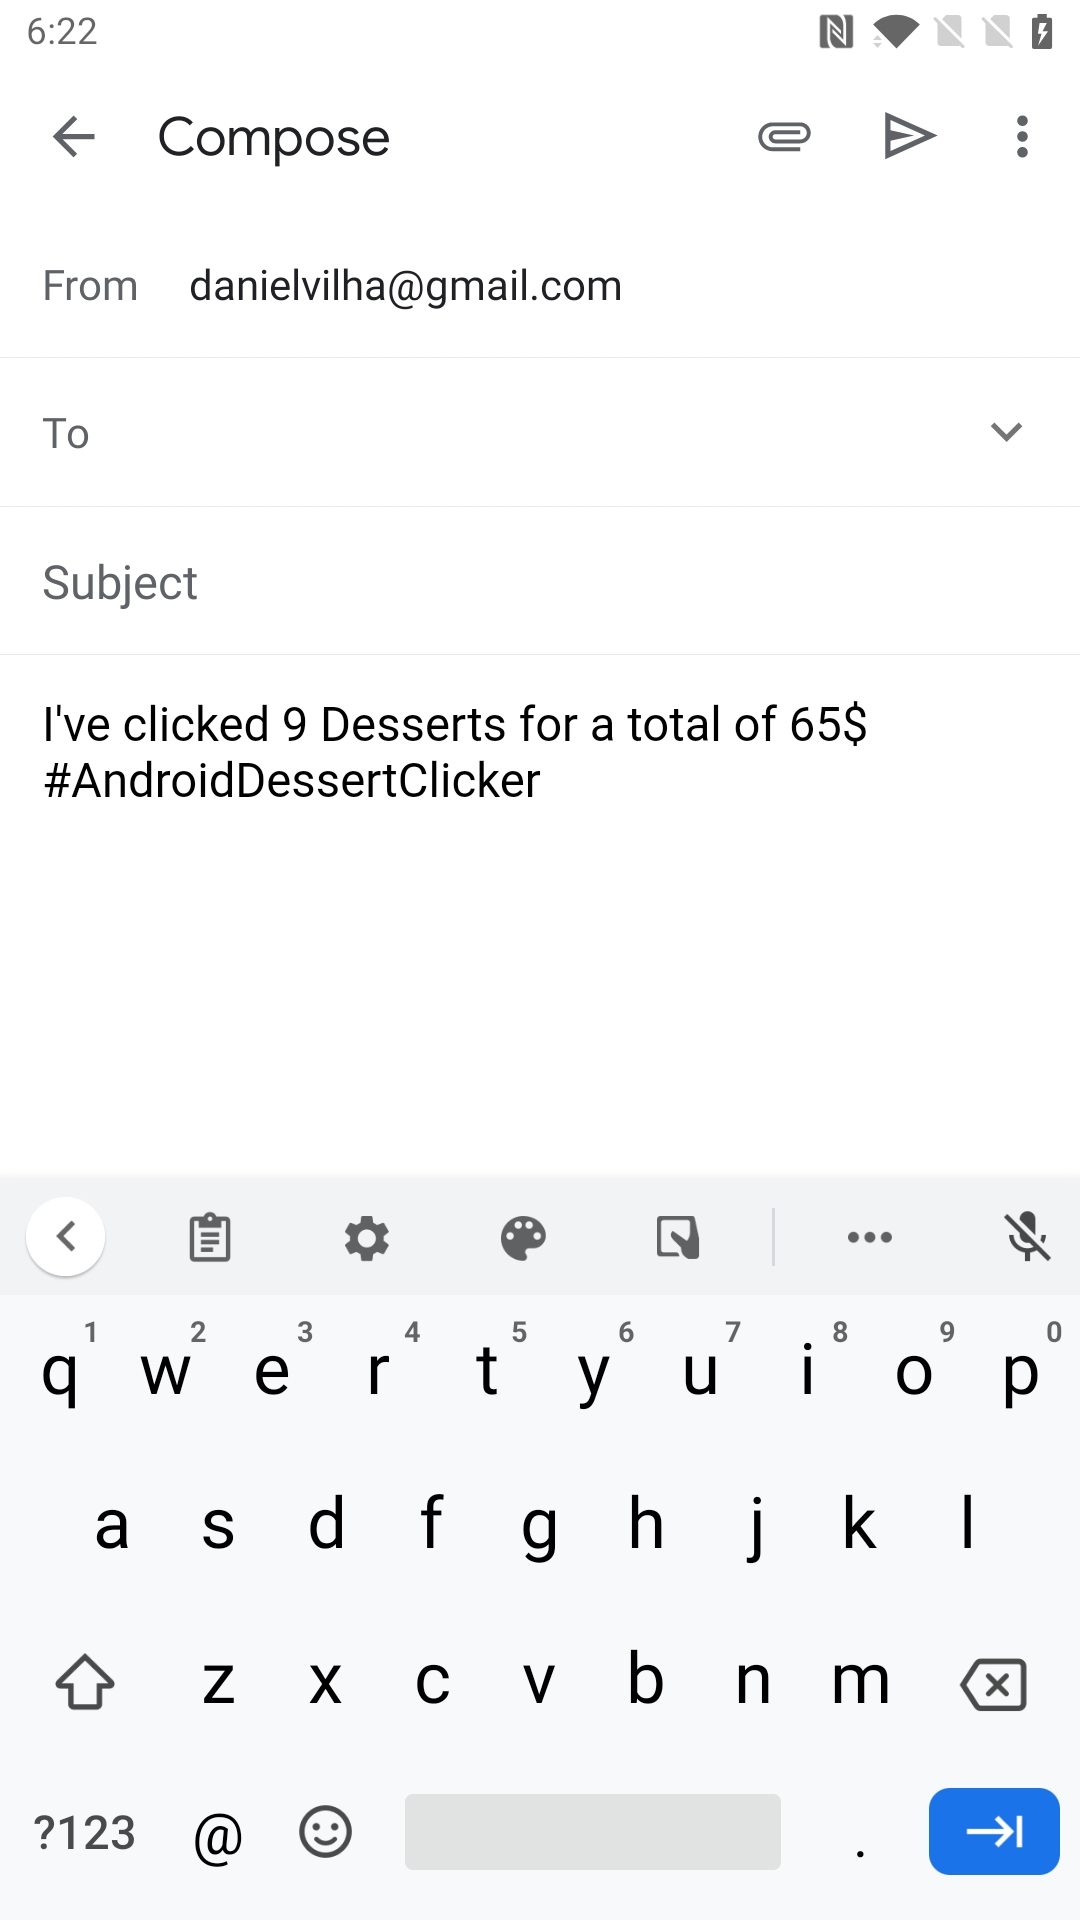 6:22
Compose
From danielvilha@gmail.com
To
Subject
I've clicked 9 Desserts for a total of 65$
#AndroidDessertClicker
1 2 3 4 5 6 7 8 9 0
q w e r t y u i o p
a s d f g h j k l
z x c v b n m
?123 @ .